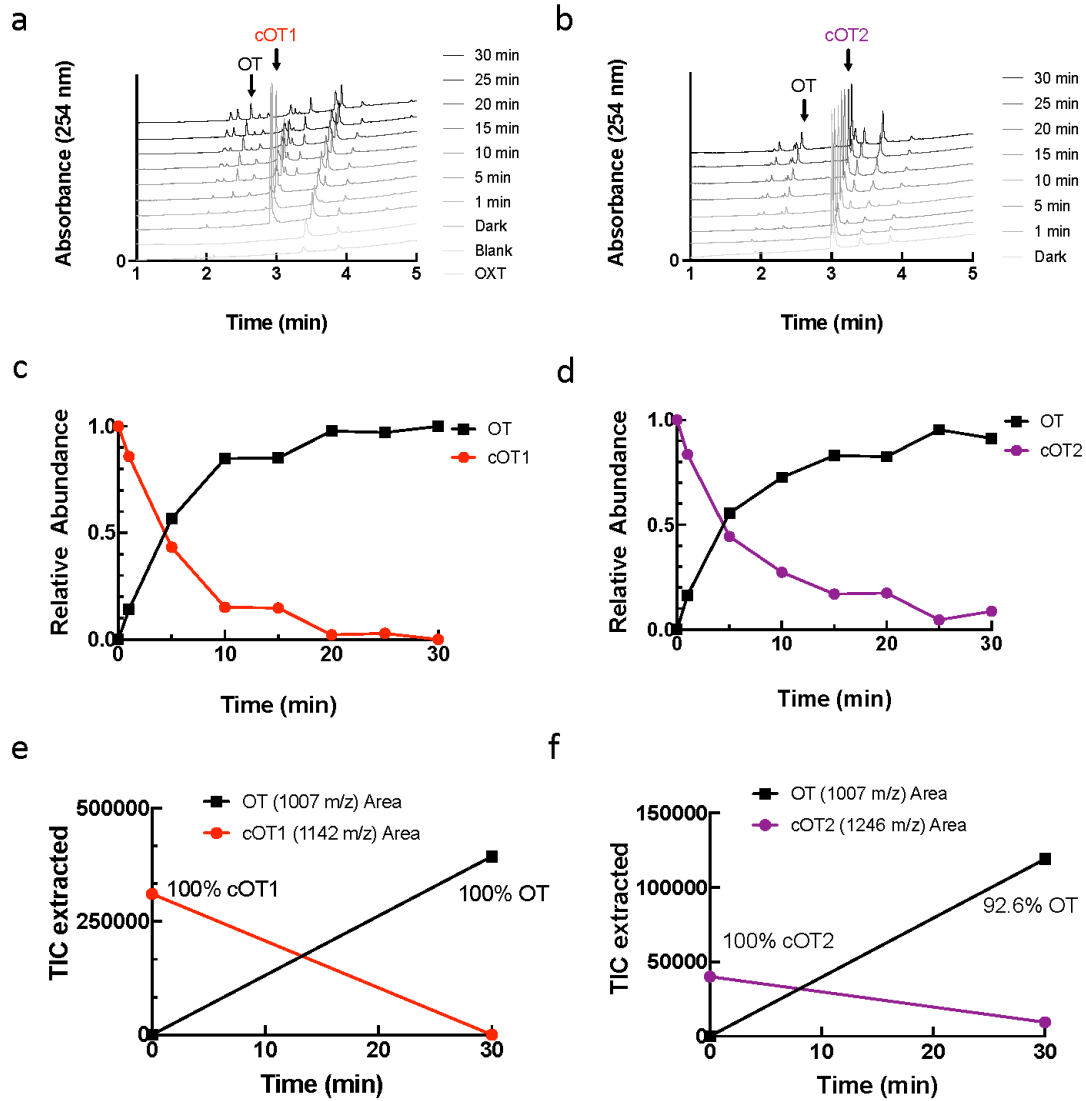 a
cOT1
OT
Absorbance (254 nm)
0
1 2 3 4 5
Time (min)
30 min
25 min
20 min
15 min
10 min
5 min
1 min
Dark
Blank
OXT
b
cOT2
OT
Absorbance (254 nm)
0
1 2 3 4 5
Time (min)
30 min
25 min
20 min
15 min
10 min
5 min
1 min
Dark
c
Relative Abundance
1.0
0.5
0.0
0 10 20 30
Time (min)
OT
cOT1
d
Relative Abundance
1.0
0.5
0.0
0 10 20 30
Time (min)
OT
cOT2
e
OT (1007 m/z) Area
cOT1 (1142 m/z) Area
TIC extracted
500000
250000
0
100% cOT1
100% OT
0 10 20 30
Time (min)
f
OT (1007 m/z) Area
cOT2 (1246 m/z) Area
TIC extracted
150000
100000
50000
0
100% cOT2
92.6% OT
0 10 20 30
Time (min)